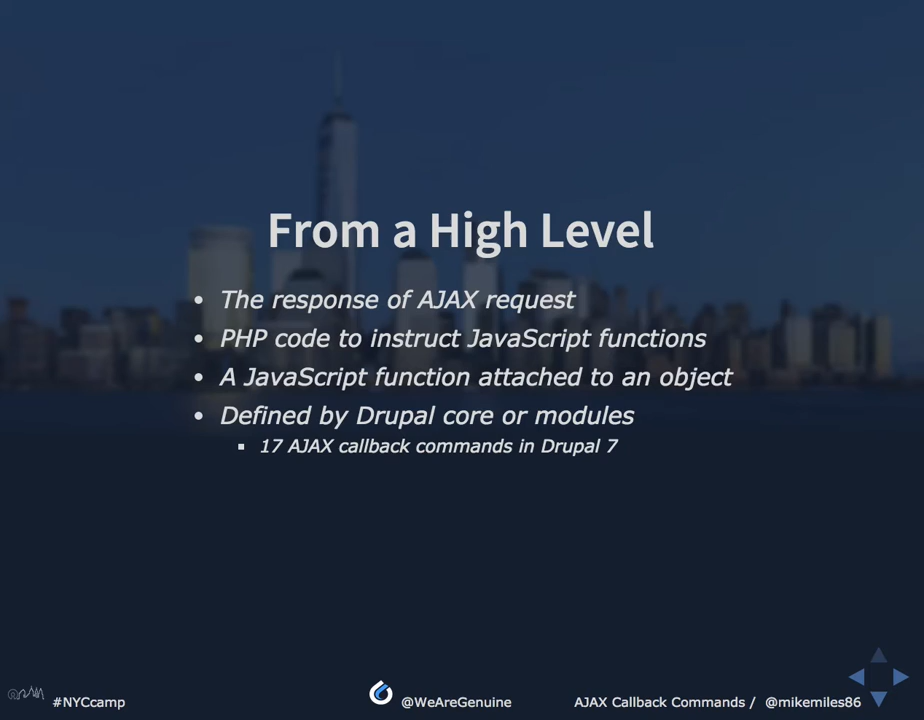 From a High Level
The response of AJAX request
PHP code to instruct JavaScript functions
A JavaScript function attached to an object
Defined by Drupal core or modules
17 AJAX callback commands in Drupal 7
#NYCcamp
@WeAreGenuine
AJAX Callback Commands / @mikemiles86